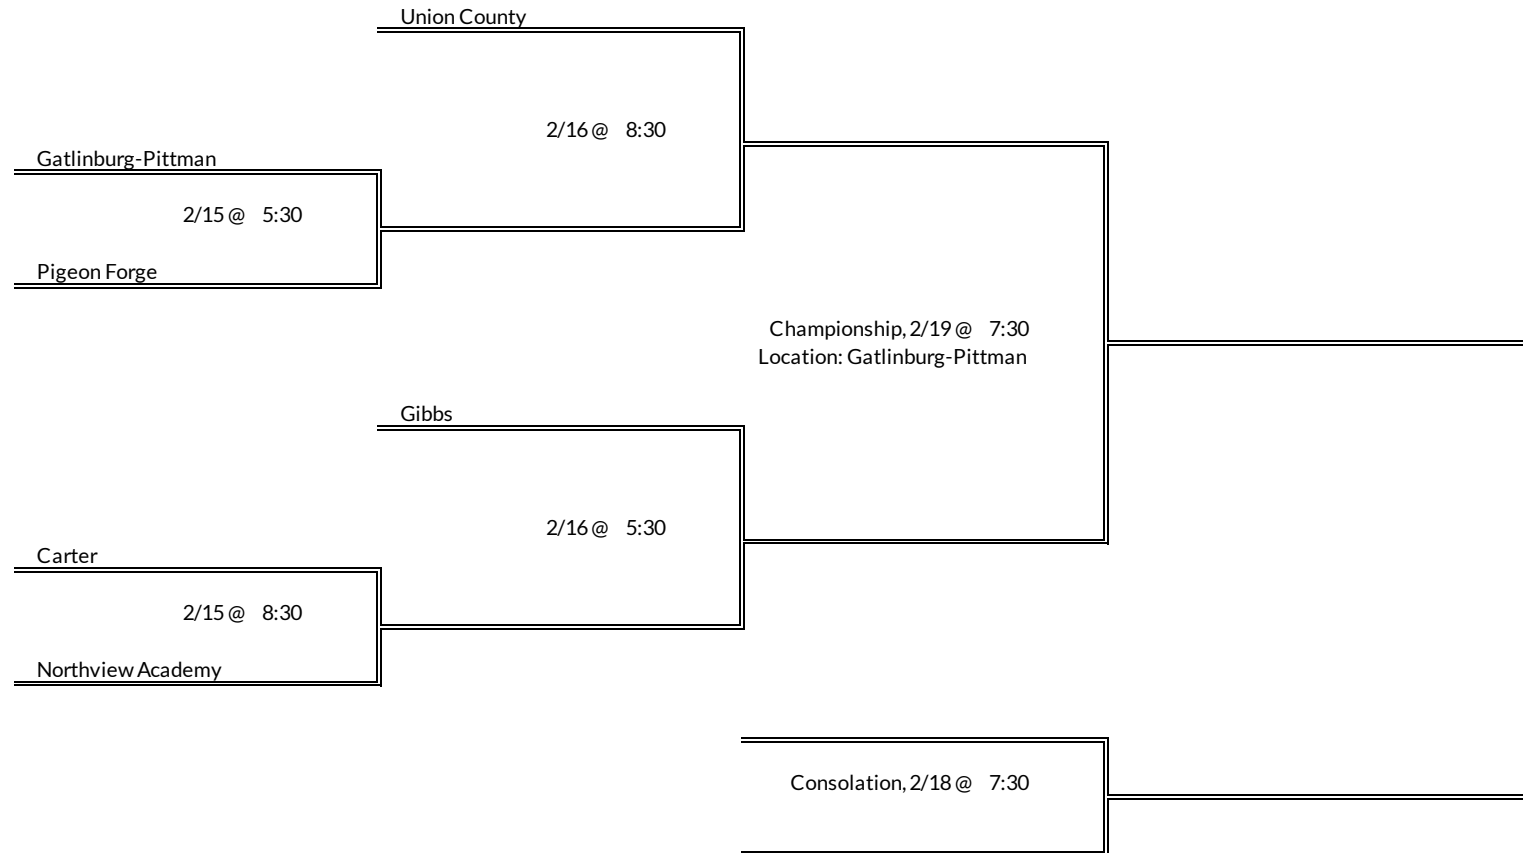 Union County
2/16 @ 8:30
Gatlinburg-Pittman
2/15 @ 5:30
Pigeon Forge
Championship, 2/19 @ 7:30
Location: Gatlinburg-Pittman
Gibbs
2/16 @ 5:30
Carter
2/15 @ 8:30
Northview Academy
Consolation, 2/18 @ 7:30